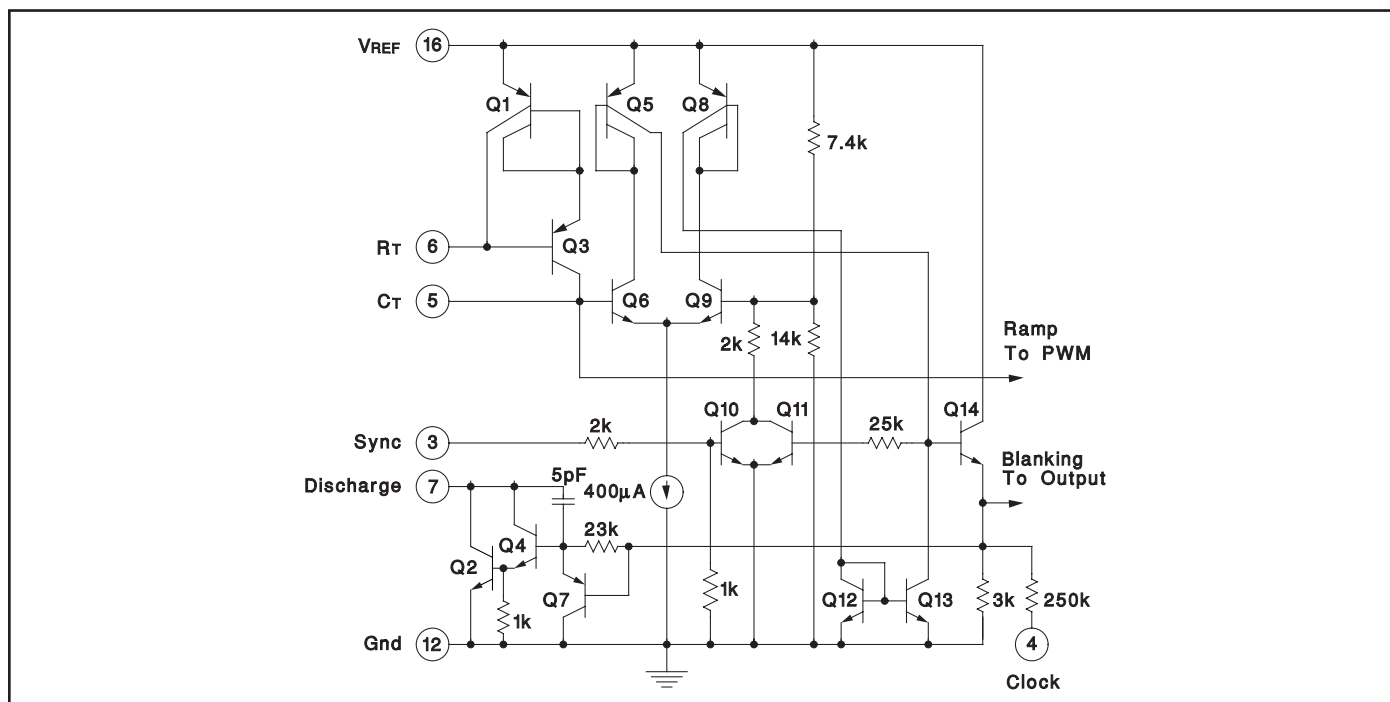 VREF 16
Q1
Q5
Q8
7.4k
RT 6
Q3
CT 5
Q6
Q9
2k
14k
Ramp
To PWM
Q10
Q11
Q14
Sync 3
2k
25k
Blanking
To Output
Discharge 7
5pF
400μA
23k
Q4
Q2
Q7
1k
1k
Q12
Q13
3k
250k
Gnd 12
4
Clock